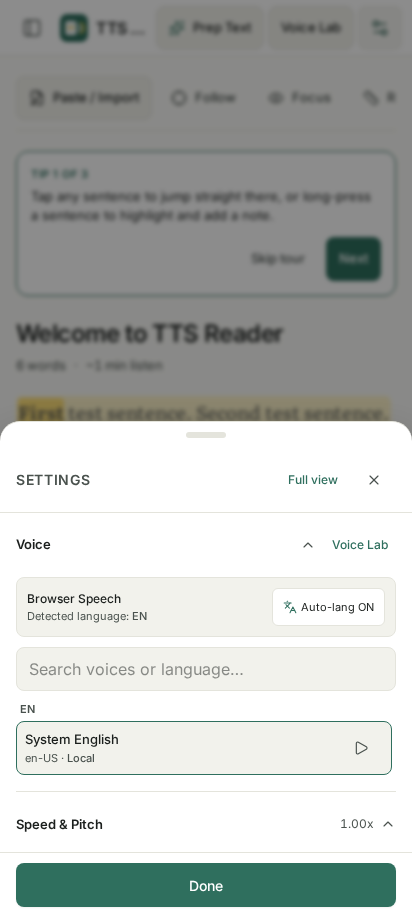 TTS...
Prep Text
Voice Lab
Paste / Import
Follow
Focus
R
TIP 1 OF 3
Tap any sentence to jump straight there, or long-press
a sentence to highlight and add a note.
Skip tour
Next
Welcome to TTS Reader
6 words · ~1 min listen
First test sentence. Second test sentence.
SETTINGS
Full view
Voice
Voice Lab
Browser Speech
Detected language: EN
Auto-lang ON
Search voices or language...
EN
System English
en-US · Local
Speed & Pitch
1.00x
Done